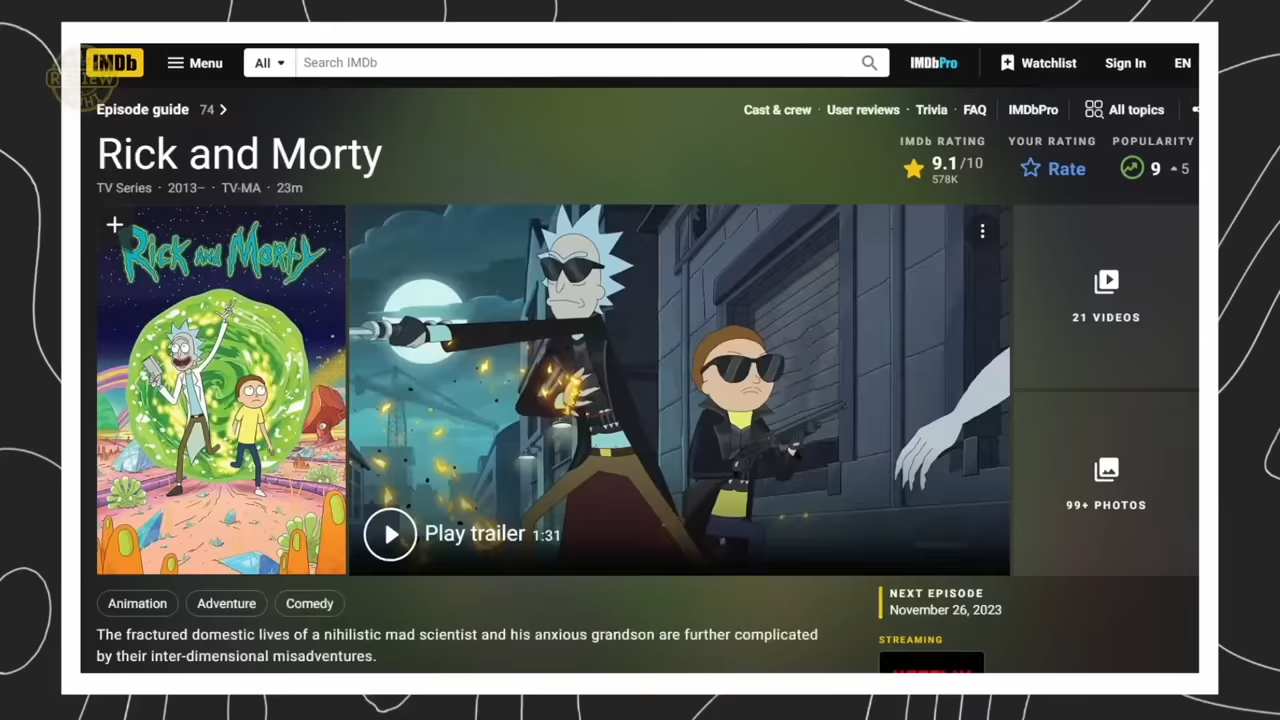 IMDb
Menu
All
Search IMDb
IMDbPro
Watchlist
Sign In
EN
Episode guide 74
Cast & crew · User reviews · Trivia · FAQ
IMDbPro
All topics
Rick and Morty
TV Series · 2013– · TV-MA · 23m
IMDb RATING
9.1/10
578K
YOUR RATING
Rate
POPULARITY
9 5
Rick and Morty
Play trailer 1:31
21 VIDEOS
99+ PHOTOS
Animation
Adventure
Comedy
The fractured domestic lives of a nihilistic mad scientist and his anxious grandson are further complicated
by their inter-dimensional misadventures.
NEXT EPISODE
November 26, 2023
STREAMING